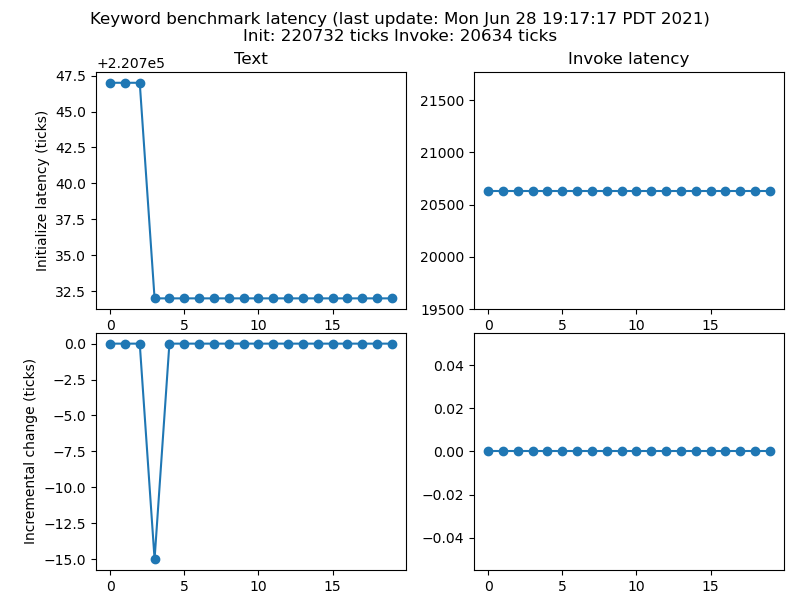 Keyword benchmark latency (last update: Mon Jun 28 19:17:17 PDT 2021)
Init: 220732 ticks Invoke: 20634 ticks
Text
+2.207e5
47.5
45.0
42.5
40.0
37.5
35.0
32.5
0 5 10 15
Initialize latency (ticks)
Invoke latency
21500
21000
20500
20000
19500
0 5 10 15
0.0
−2.5
−5.0
−7.5
−10.0
−12.5
−15.0
0 5 10 15
Incremental change (ticks)
0.04
0.02
0.00
−0.02
−0.04
0 5 10 15